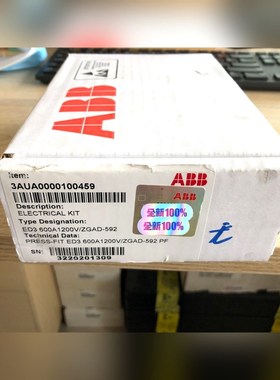 ABB
Item:
3AUA0000100459
ABB
Description:
ELECTRICAL KIT
Type Designation:
ED3 600A1200V/ZGAD-592
Technical Data:
PRESS-FIT ED3 600A1200V/ZGAD-592 PF
SN:
3220201309
全新100%
全新100%